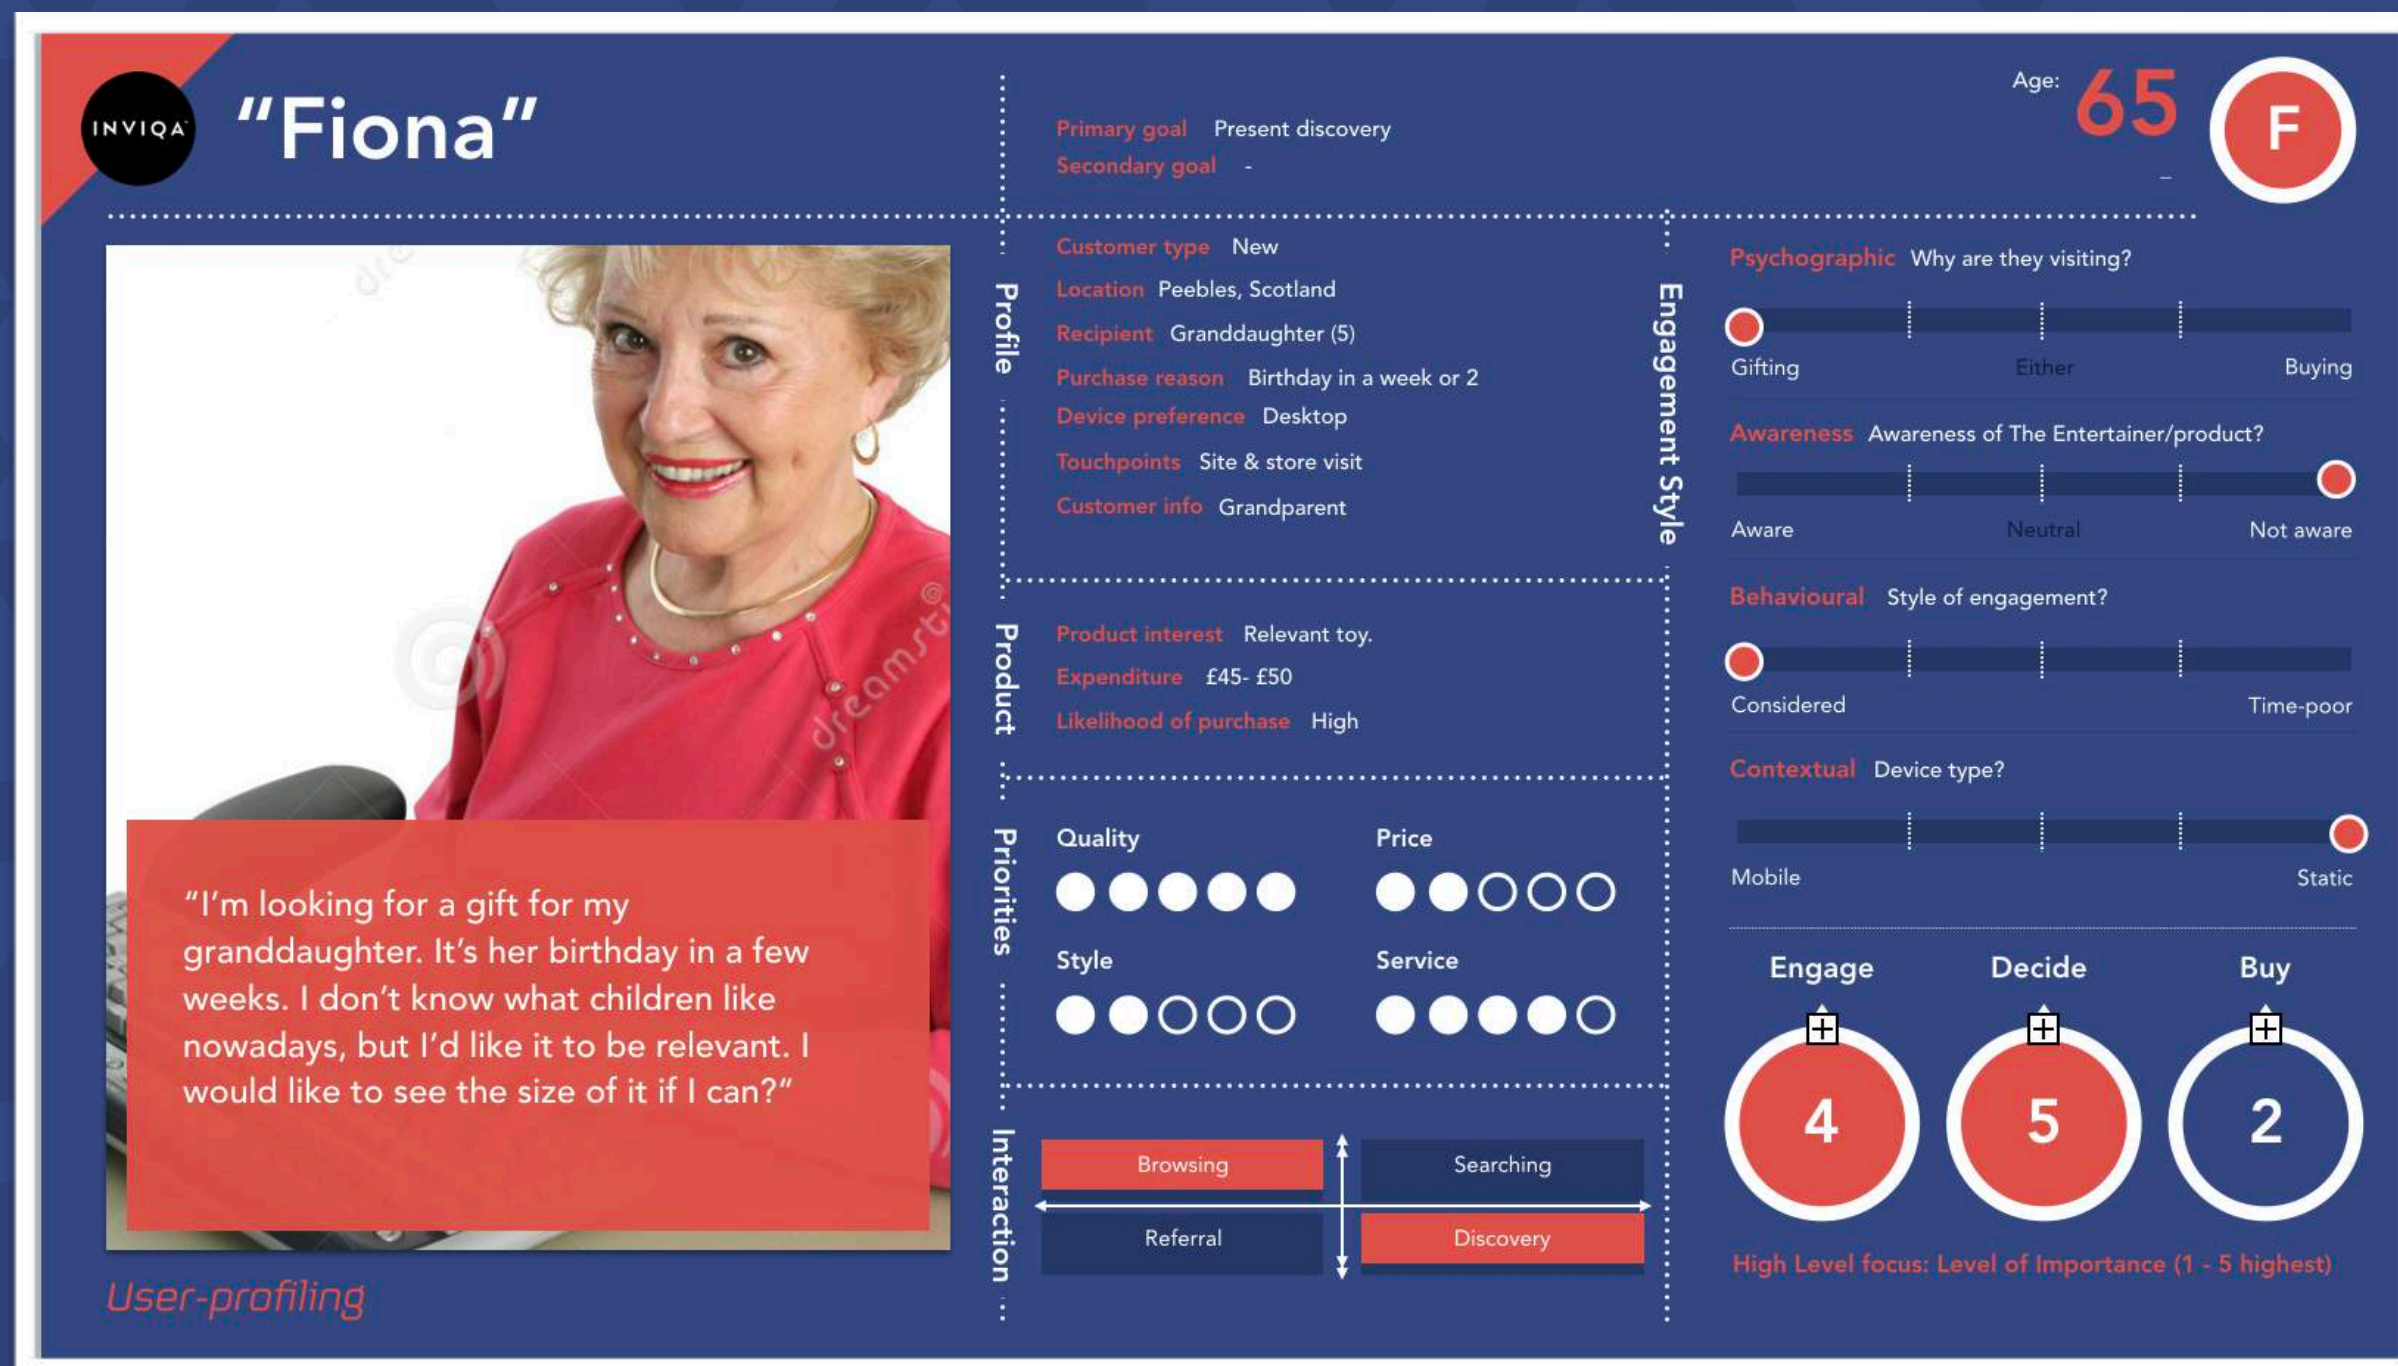 INVIQA
“Fiona”
Primary goal Present discovery
Secondary goal -
Age: 65
–
F
Profile
Customer type New
Location Peebles, Scotland
Recipient Granddaughter (5)
Purchase reason Birthday in a week or 2
Device preference Desktop
Touchpoints Site & store visit
Customer info Grandparent
Product
Product interest Relevant toy.
Expenditure £45- £50
Likelihood of purchase High
Priorities
Quality Price
Style Service
Interaction
Browsing Searching
Referral Discovery
Engagement Style
Psychographic Why are they visiting?
Gifting Either Buying
Awareness Awareness of The Entertainer/product?
Aware Neutral Not aware
Behavioural Style of engagement?
Considered Time-poor
Contextual Device type?
Mobile Static
Engage Decide Buy
4 5 2
High Level focus: Level of Importance (1 - 5 highest)
“I’m looking for a gift for my
granddaughter. It’s her birthday in a few
weeks. I don’t know what children like
nowadays, but I’d like it to be relevant. I
would like to see the size of it if I can?”
User-profiling